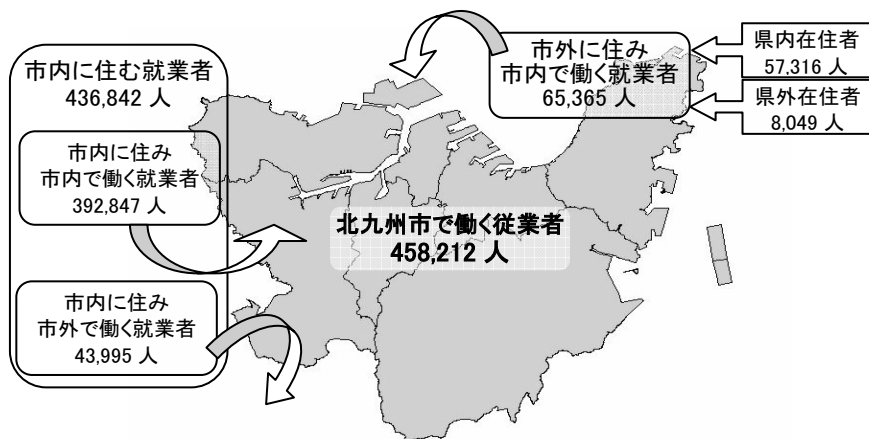 市内に住む就業者
436,842 人
市内に住み
市内で働く就業者
392,847 人
市内に住み
市外で働く就業者
43,995 人
市外に住み
市内で働く就業者
65,365 人
県内在住者
57,316 人
県外在住者
8,049 人
北九州市で働く従業者
458,212 人